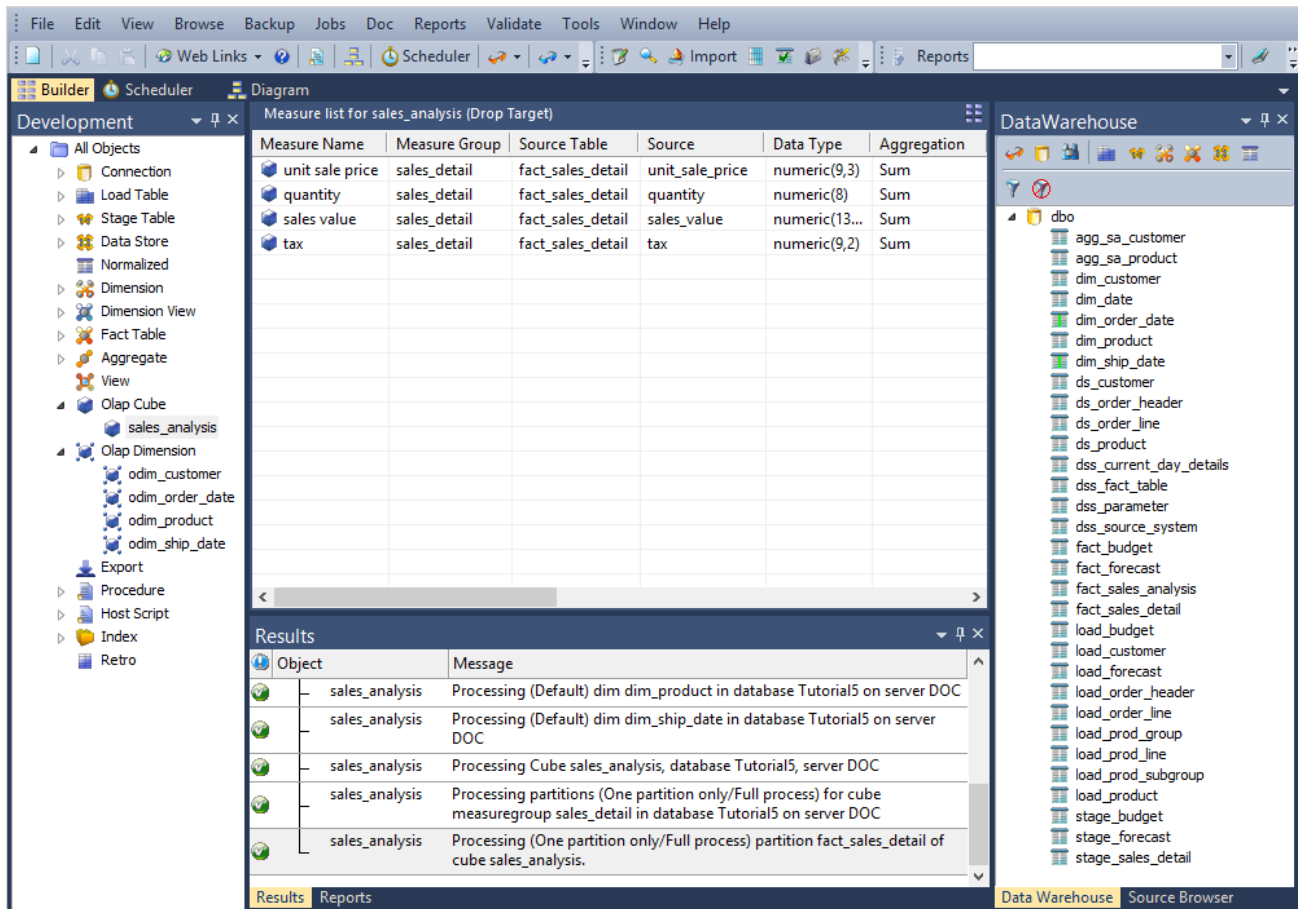 File Edit View Browse Backup Jobs Doc Reports Validate Tools Window Help
Web Links Scheduler Import Reports
Builder Scheduler Diagram
Development
All Objects
Connection
Load Table
Stage Table
Data Store
Normalized
Dimension
Dimension View
Fact Table
Aggregate
View
Olap Cube
sales_analysis
Olap Dimension
odim_customer
odim_order_date
odim_product
odim_ship_date
Export
Procedure
Host Script
Index
Retro
Measure list for sales_analysis (Drop Target)
Measure Name Measure Group Source Table Source Data Type Aggregation
unit sale price sales_detail fact_sales_detail unit_sale_price numeric(9,3) Sum
quantity sales_detail fact_sales_detail quantity numeric(8) Sum
sales value sales_detail fact_sales_detail sales_value numeric(13... Sum
tax sales_detail fact_sales_detail tax numeric(9,2) Sum
Results
Object Message
sales_analysis Processing (Default) dim dim_product in database Tutorial5 on server DOC
sales_analysis Processing (Default) dim dim_ship_date in database Tutorial5 on server
DOC
sales_analysis Processing Cube sales_analysis, database Tutorial5, server DOC
sales_analysis Processing partitions (One partition only/Full process) for cube
measuregroup sales_detail in database Tutorial5 on server DOC
sales_analysis Processing (One partition only/Full process) partition fact_sales_detail of
cube sales_analysis.
Results Reports
DataWarehouse
dbo
agg_sa_customer
agg_sa_product
dim_customer
dim_date
dim_order_date
dim_product
dim_ship_date
ds_customer
ds_order_header
ds_order_line
ds_product
dss_current_day_details
dss_fact_table
dss_parameter
dss_source_system
fact_budget
fact_forecast
fact_sales_analysis
fact_sales_detail
load_budget
load_customer
load_forecast
load_order_header
load_order_line
load_prod_group
load_prod_line
load_prod_subgroup
load_product
stage_budget
stage_forecast
stage_sales_detail
Data Warehouse Source Browser